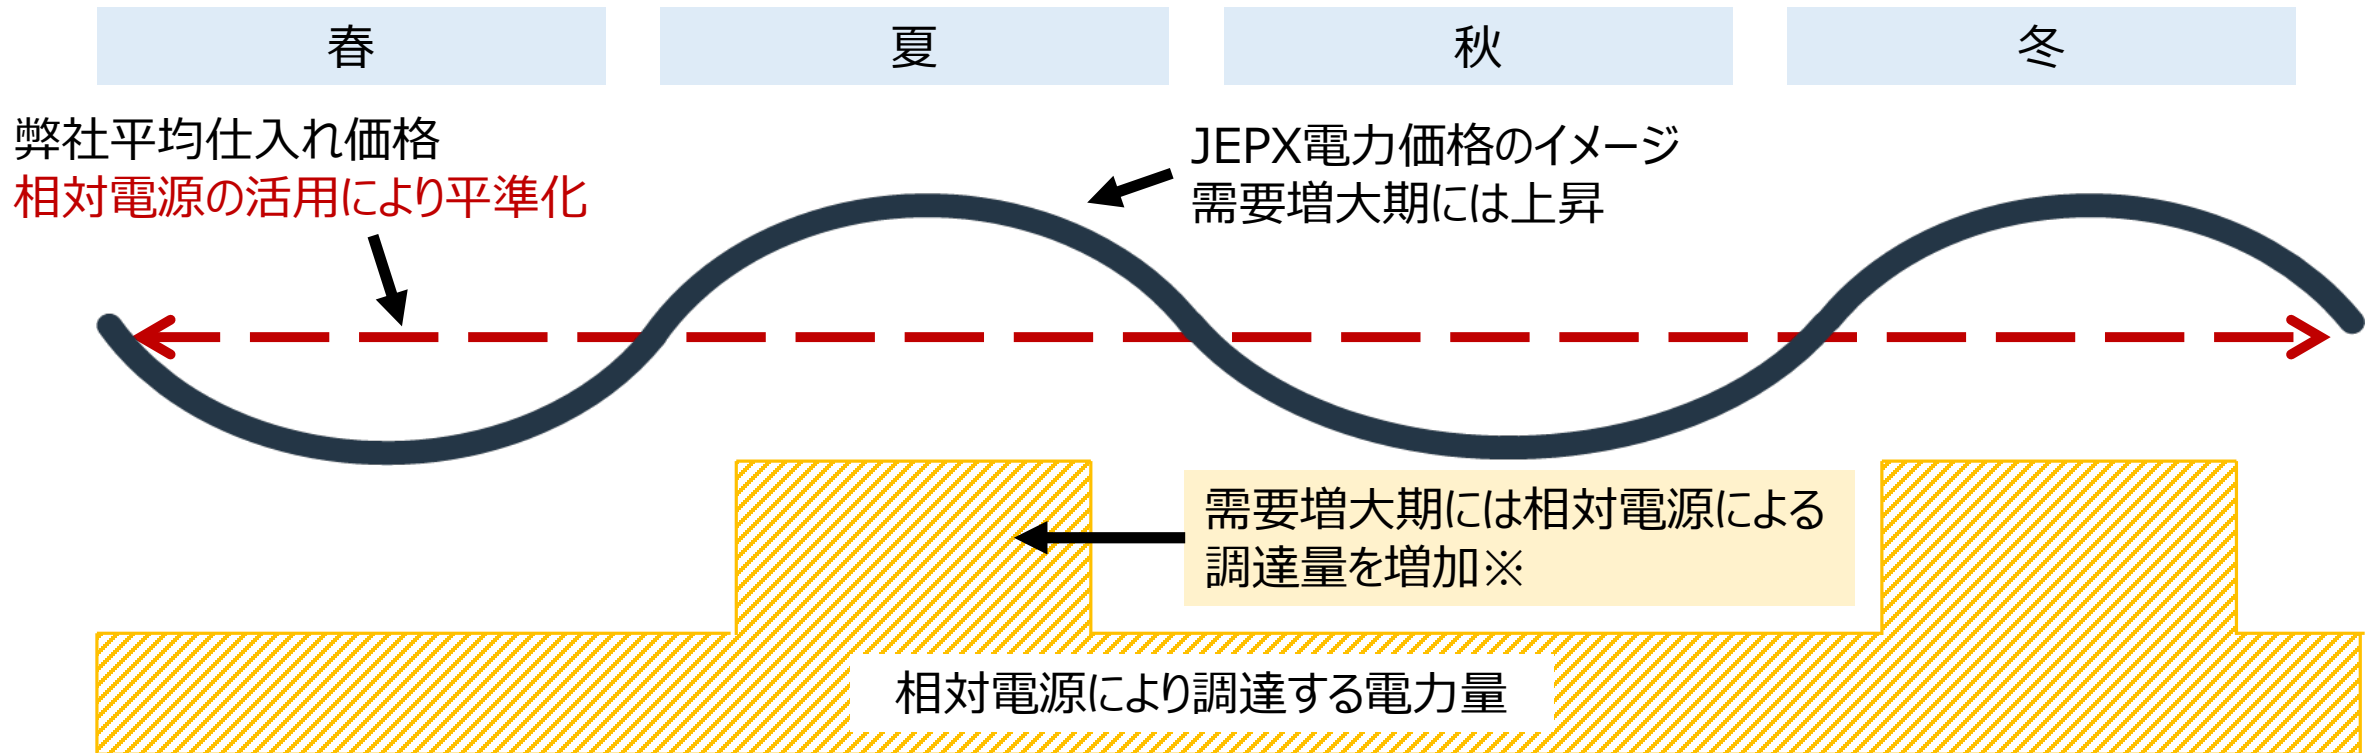 春
夏
秋
冬
弊社平均仕入れ価格
相対電源の活用により平準化
JEPX電力価格のイメージ
需要増大期には上昇
需要増大期には相対電源による
調達量を増加※
相対電源により調達する電力量